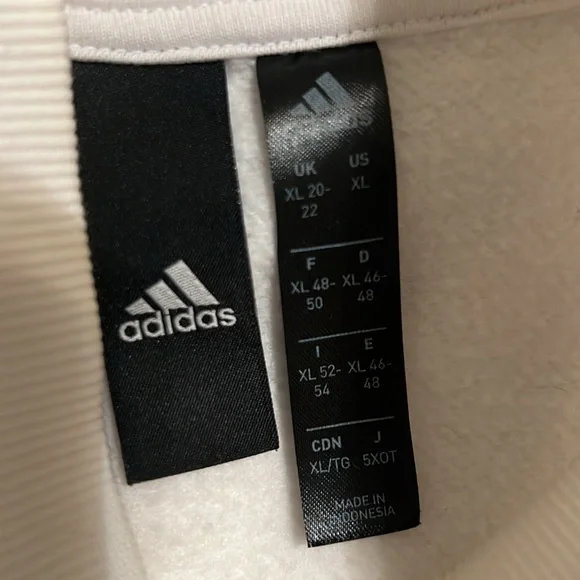 adidas
adidas
UK US
XL 20- XL
22
F D
XL 48- XL 46-
50 48
I E
XL 52- XL 46-
54 48
CDN J
XL/TG 5XOT
MADE IN
INDONESIA